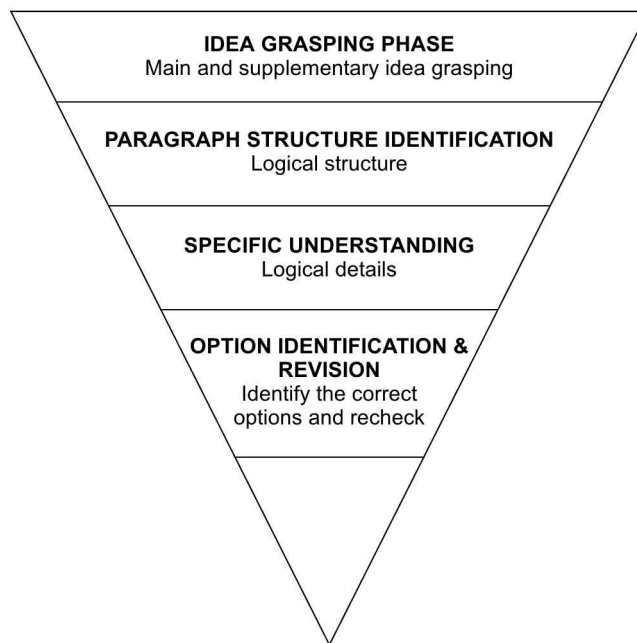 IDEA GRASPING PHASE
Main and supplementary idea grasping
PARAGRAPH STRUCTURE IDENTIFICATION
Logical structure
SPECIFIC UNDERSTANDING
Logical details
OPTION IDENTIFICATION &
REVISION
Identify the correct
options and recheck